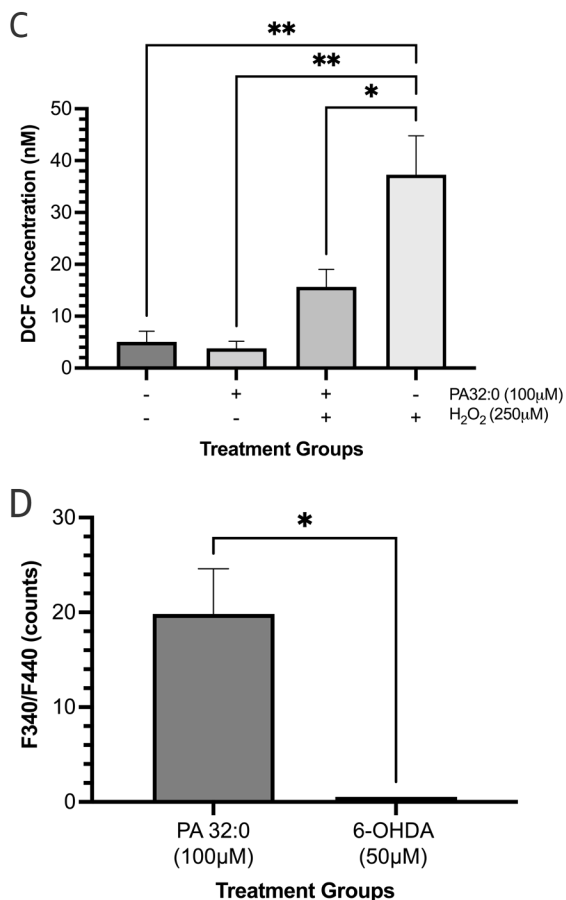 C
**
**
*
DCF Concentration (nM)
50
40
30
20
10
0
- + + - PA32:0 (100μM)
- - + + H₂O₂ (250μM)
Treatment Groups
D
*
F340/F440 (counts)
30
20
10
0
PA 32:0 6-OHDA
(100μM) (50μM)
Treatment Groups